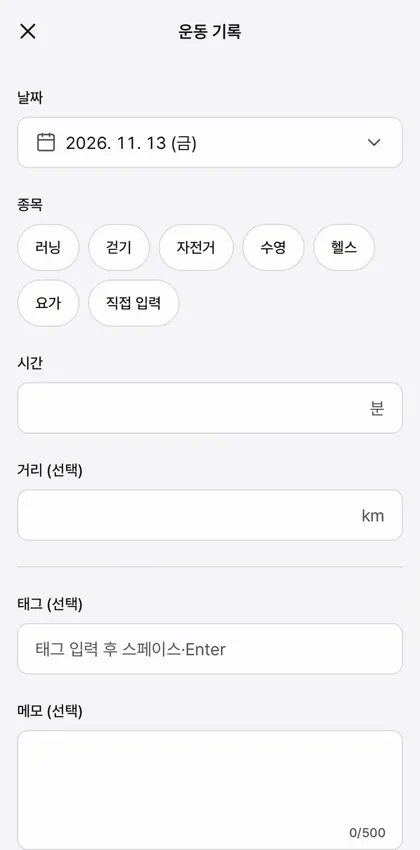 운동 기록
날짜
2026. 11. 13 (금)
종목
러닝 걷기 자전거 수영 헬스
요가 직접 입력
시간
분
거리 (선택)
km
태그 (선택)
태그 입력 후 스페이스·Enter
메모 (선택)
0/500